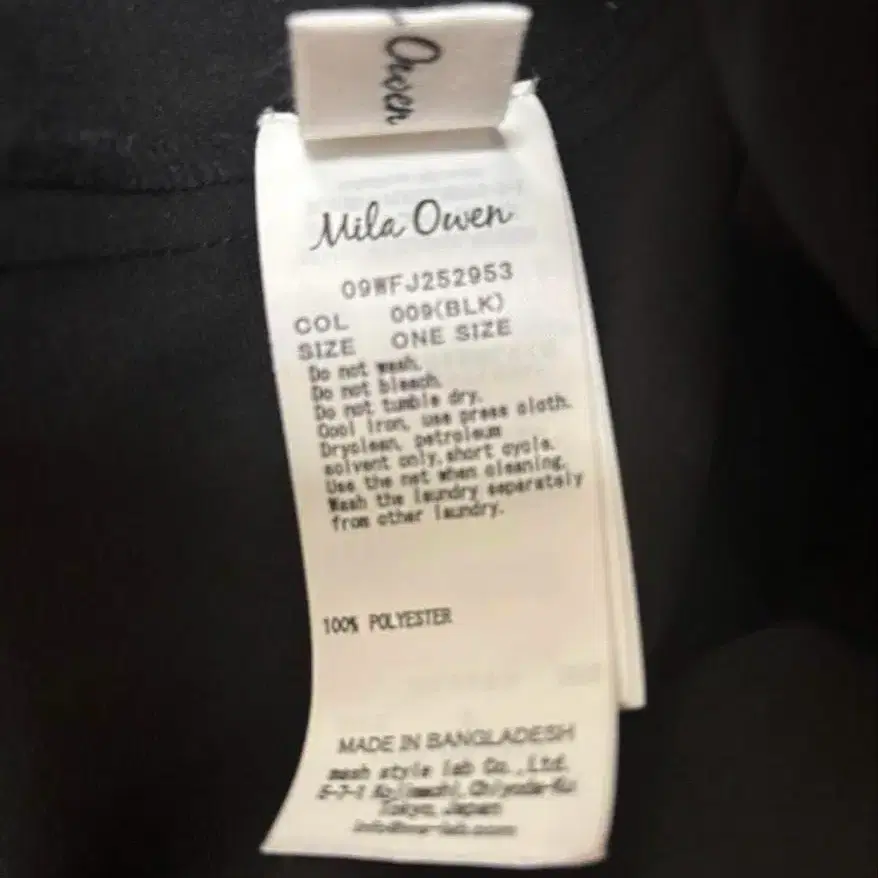 Owen
Mila Owen
09WFJ252953
COL 009(BLK)
SIZE ONE SIZE
Do not wash.
Do not bleach.
Do not tumble dry.
Cool iron, use press cloth.
Dryclean, petroleum
solvent only, short cycle.
Use the net when cleaning.
Wash the laundry separately
from other laundry.
100% POLYESTER
MADE IN BANGLADESH
mash style lab Co., Ltd.
Tokyo, Japan